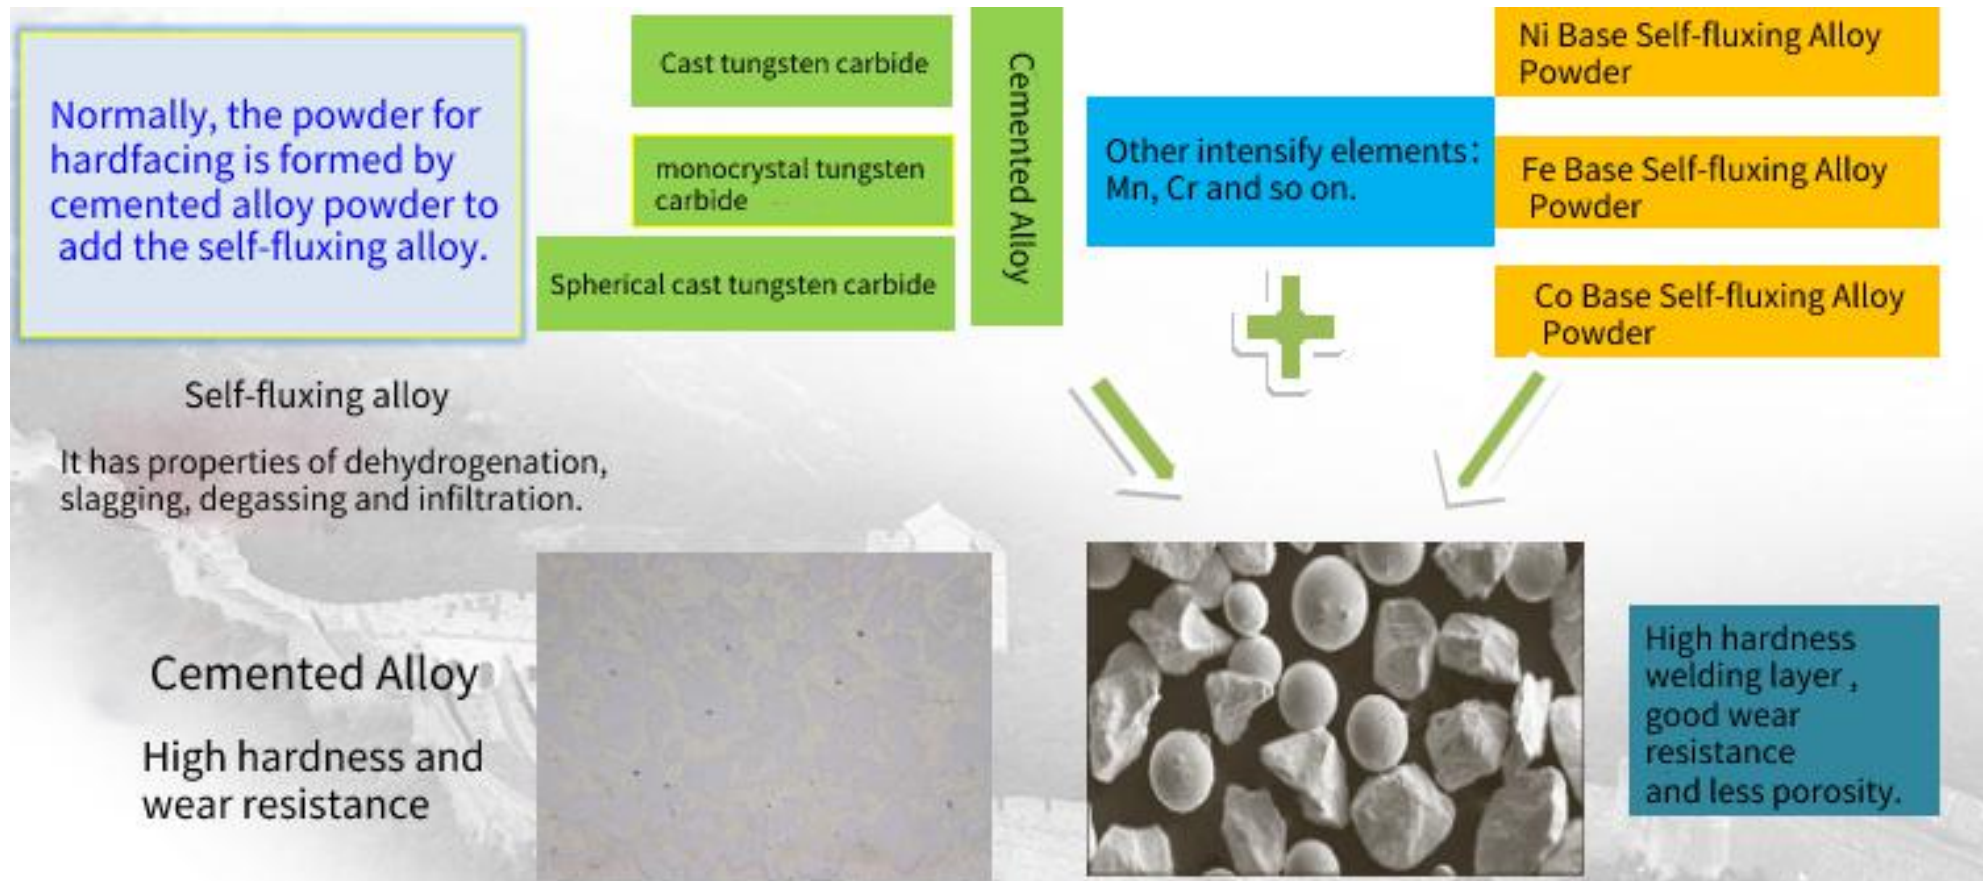 Normally, the powder for
hardfacing is formed by
cemented alloy powder to
add the self-fluxing alloy.
Cast tungsten carbide
monocrystal tungsten
carbide
Spherical cast tungsten carbide
Cemented Alloy
Other intensify elements:
Mn, Cr and so on.
Ni Base Self-fluxing Alloy
Powder
Fe Base Self-fluxing Alloy
Powder
Co Base Self-fluxing Alloy
Powder
Self-fluxing alloy
It has properties of dehydrogenation,
slagging, degassing and infiltration.
Cemented Alloy
High hardness and
wear resistance
High hardness
welding layer ,
good wear
resistance
and less porosity.